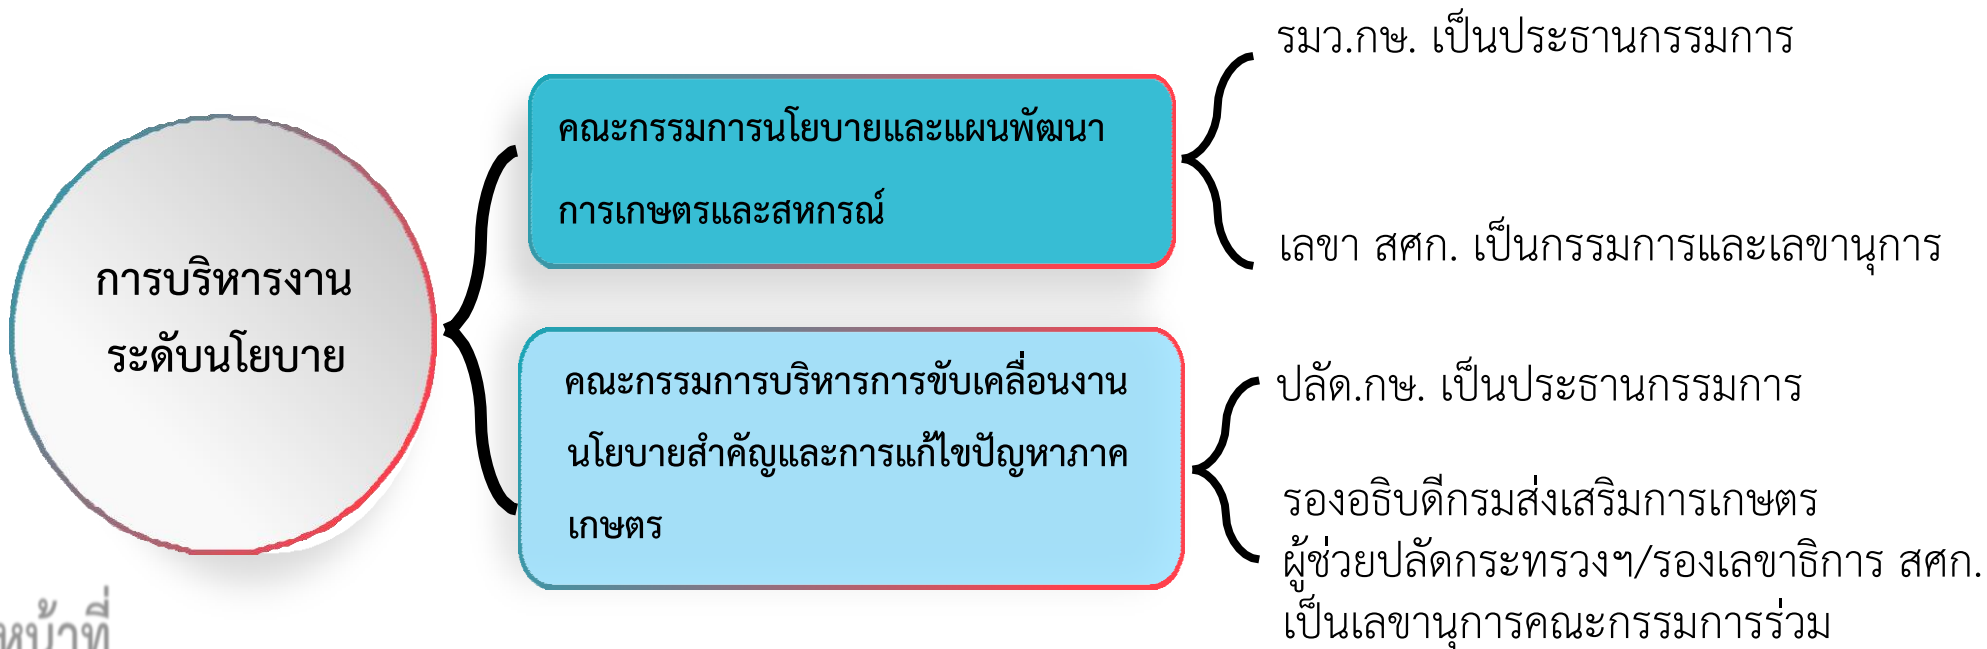 การบริหารงาน
ระดับนโยบาย
คณะกรรมการนโยบายและแผนพัฒนา
การเกษตรและสหกรณ์
รมว.กษ. เป็นประธานกรรมการ
เลขา สศก. เป็นกรรมการและเลขานุการ
คณะกรรมการบริหารการขับเคลื่อนงาน
นโยบายสำคัญและการแก้ไขปัญหาภาค
เกษตร
ปลัด.กษ. เป็นประธานกรรมการ
รองอธิบดีกรมส่งเสริมการเกษตร
ผู้ช่วยปลัดกระทรวงฯ/รองเลขาธิการ สศก.
เป็นเลขานุการคณะกรรมการร่วม
หน้าที่